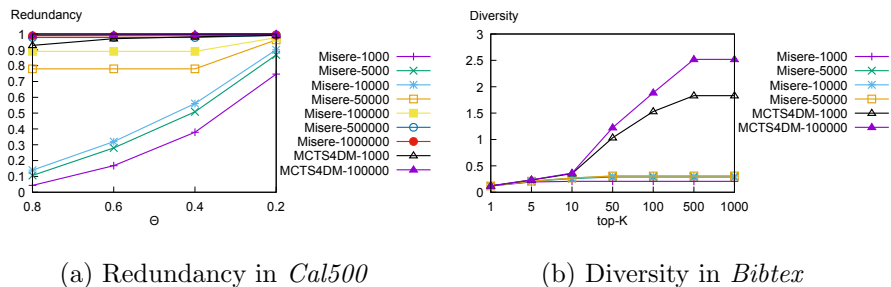 Redundancy
1
0.9
0.8
0.7
0.6
0.5
0.4
0.3
0.2
0.1
0
0.8 0.6 0.4 0.2
Θ
Misere-1000
Misere-5000
Misere-10000
Misere-50000
Misere-100000
Misere-500000
Misere-1000000
MCTS4DM-1000
MCTS4DM-100000
(a) Redundancy in Cal500
Diversity
3
2.5
2
1.5
1
0.5
0
1 5 10 50 100 500 1000
top-K
Misere-1000
Misere-5000
Misere-10000
Misere-50000
MCTS4DM-1000
MCTS4DM-100000
(b) Diversity in Bibtex